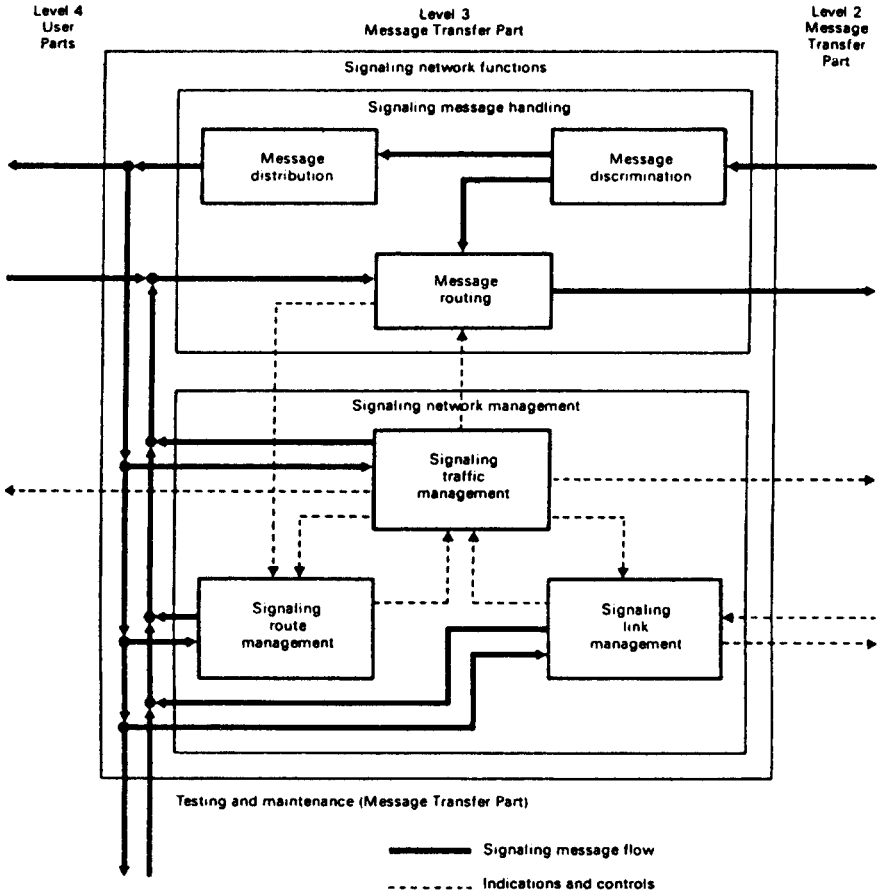 Level 4
User
Parts
Level 3
Message Transfer Part
Level 2
Message
Transfer
Part
Signaling network functions
Signaling message handling
Message
distribution
Message
discrimination
Message
routing
Signaling network management
Signaling
traffic
management
Signaling
route
management
Signaling
link
management
Testing and maintenance (Message Transfer Part)
Signaling message flow
Indications and controls